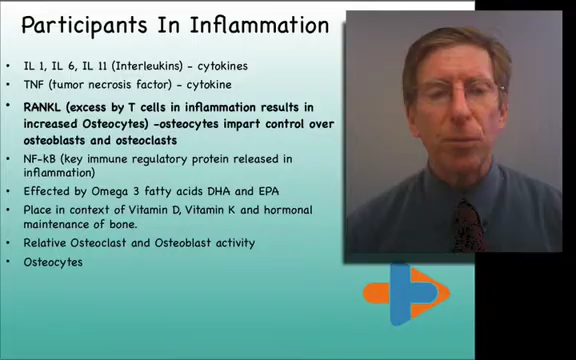 Participants In Inflammation
• IL 1, IL 6, IL 11 (Interleukins) - cytokines
• TNF (tumor necrosis factor) - cytokine
• RANKL (excess by T cells in inflammation results in
increased Osteocytes) -osteocytes impart control over
osteoblasts and osteoclasts
• NF-kB (key immune regulatory protein released in
inflammation)
• Effected by Omega 3 fatty acids DHA and EPA
• Place in context of Vitamin D, Vitamin K and hormonal
maintenance of bone.
• Relative Osteoclast and Osteoblast activity
• Osteocytes